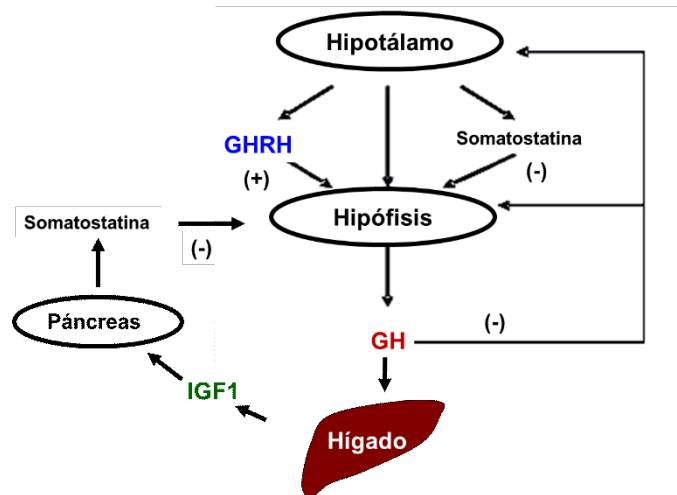 Hipotálamo
GHRH
Somatostatina
(+)
(-)
Hipófisis
Somatostatina
(-)
Páncreas
GH
(-)
IGF1
Hígado